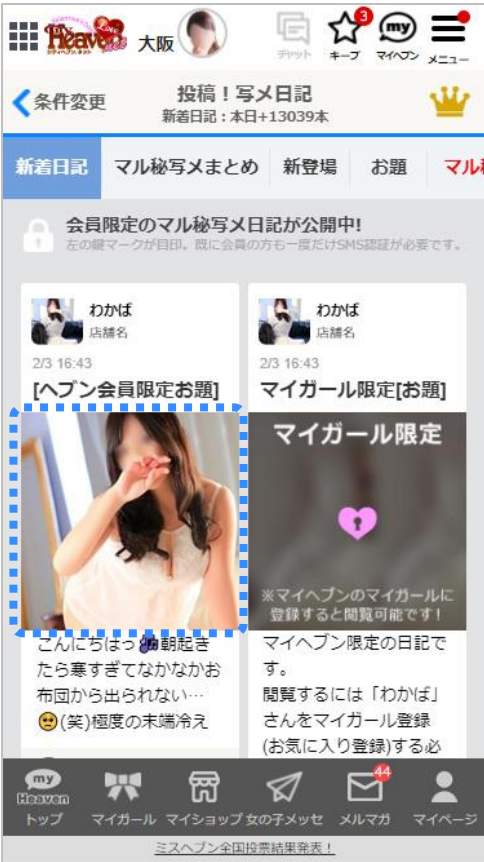 Heaven
シティヘブンネット
大阪
チャット
3
キープ
my
マイヘブン
メニュー
条件変更
投稿！写メ日記
新着日記：本日+13039本
新着日記
マル秘写メまとめ
新登場
お題
マル
会員限定のマル秘写メ日記が公開中!
左の鍵マークが目印。既に会員の方も一度だけSMS認証が必要です。
わかば
店舗名
2/3 16:43
[ヘブン会員限定お題]
こんにちはっ朝起き
たら寒すぎてなかなかお
布団から出られない…
(笑)極度の末端冷え
わかば
店舗名
2/3 16:43
マイガール限定[お題]
マイガール限定
※マイヘブンのマイガールに
登録すると閲覧可能です!
マイヘブン限定の日記で
す。
閲覧するには「わかば」
さんをマイガール登録
(お気に入り登録)する必
my
Heaven
トップ
マイガール
マイショップ
女の子メッセ
44
メルマガ
マイページ
ミスヘブン全国投票結果発表！